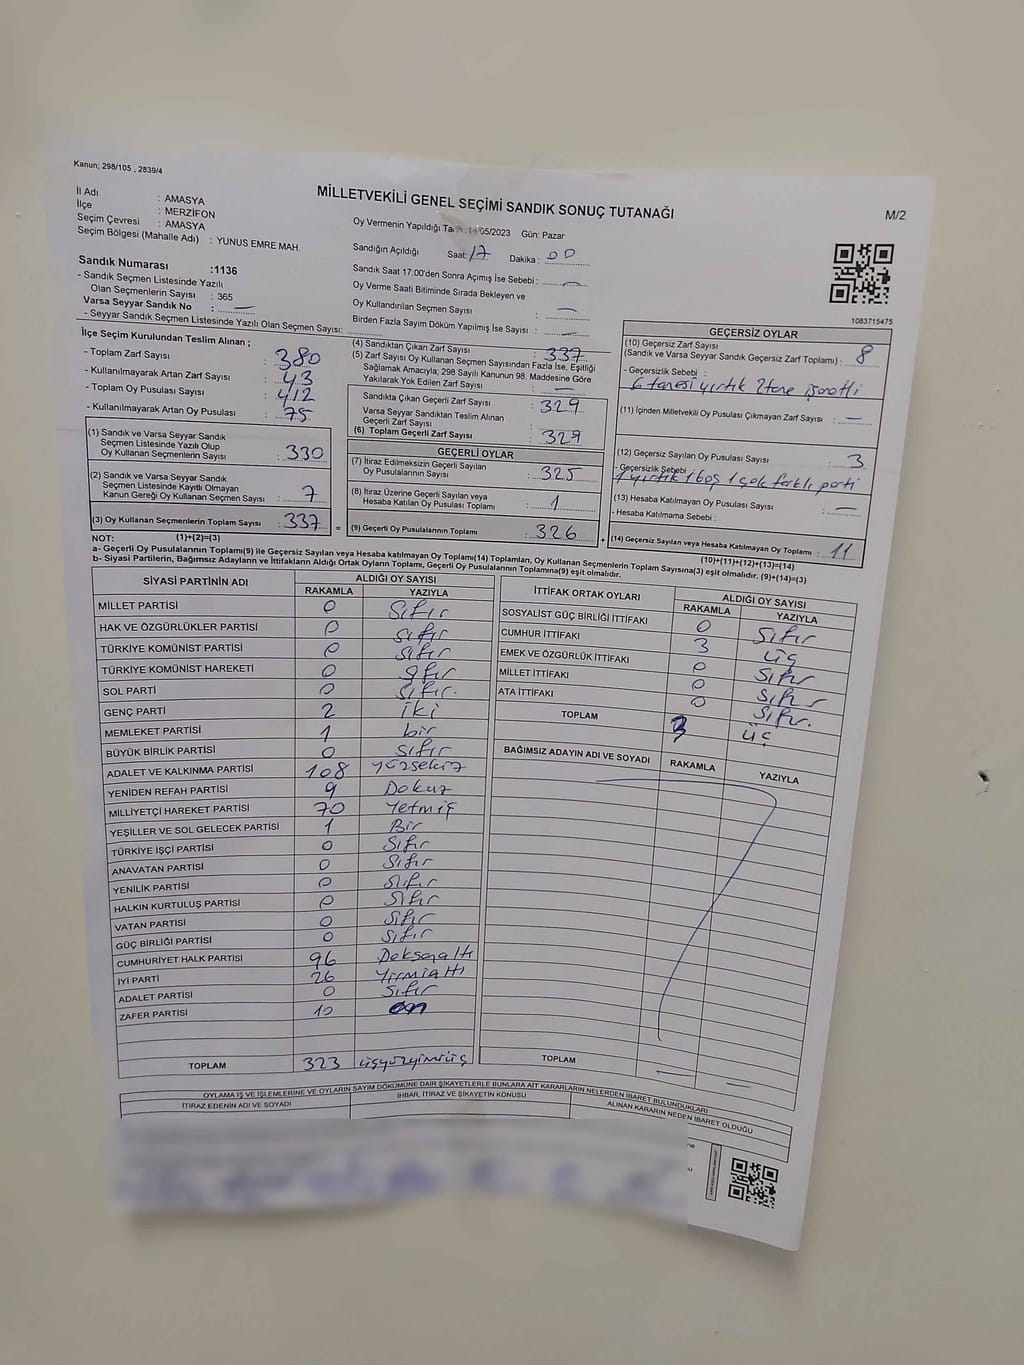 Kanun; 298/105 , 2839/4
MİLLETVEKİLİ GENEL SEÇİMİ SANDIK SONUÇ TUTANAĞI
M/2
İl Adı : AMASYA
İlçe : MERZİFON
Seçim Çevresi : AMASYA
Seçim Bölgesi (Mahalle Adı) : YUNUS EMRE MAH.
Oy Vermenin Yapıldığı Tarih : 14/05/2023 Gün: Pazar
Sandığın Açıldığı Saat: 17 Dakika : 00
Sandık Saat 17:00'den Sonra Açımış İse Sebebi : —
Oy Verme Saati Bitiminde Sırada Bekleyen ve
Oy Kullandırılan Seçmen Sayısı : —
Birden Fazla Sayım Döküm Yapılmış İse Sayısı : —
Sandık Numarası :1136
- Sandık Seçmen Listesinde Yazılı
Olan Seçmenlerin Sayısı : 365
Varsa Seyyar Sandık No : —
- Seyyar Sandık Seçmen Listesinde Yazılı Olan Seçmen Sayısı:
1083715475
İlçe Seçim Kurulundan Teslim Alınan ;
- Toplam Zarf Sayısı : 380
- Kullanılmayarak Artan Zarf Sayısı : 43
- Toplam Oy Pusulası Sayısı : 412
- Kullanılmayarak Artan Oy Pusulası : 75
(1) Sandık ve Varsa Seyyar Sandık
Seçmen Listesinde Yazılı Olup
Oy Kullanan Seçmenlerin Sayısı : 330
(2) Sandık ve Varsa Seyyar Sandık
Seçmen Listesinde Kayıtlı Olmayan
Kanun Gereği Oy Kullanan Seçmen Sayısı : 7
(3) Oy Kullanan Seçmenlerin Toplam Sayısı : 337
(4) Sandıktan Çıkan Zarf Sayısı : 337
(5) Zarf Sayısı Oy Kullanan Seçmen Sayısından Fazla İse, Eşitliği
Sağlamak Amacıyla; 298 Sayılı Kanunun 98. Maddesine Göre
Yakılarak Yok Edilen Zarf Sayısı : —
Sandıkta Çıkan Geçerli Zarf Sayısı : 329
Varsa Seyyar Sandıktan Teslim Alınan
Geçerli Zarf Sayısı :
(6) Toplam Geçerli Zarf Sayısı : 329
GEÇERLİ OYLAR
(7) İtiraz Edilmeksizin Geçerli Sayılan
Oy Pusulalarının Sayısı : 325
(8) İtiraz Üzerine Geçerli Sayılan veya
Hesaba Katılan Oy Pusulası Toplamı : 1
= (9) Geçerli Oy Pusulalarının Toplamı : 326
GEÇERSİZ OYLAR
(10) Geçersiz Zarf Sayısı
(Sandık ve Varsa Seyyar Sandık Geçersiz Zarf Toplamı) : 8
- Geçersizlik Sebebi :
6 tanesi yırtık 2 tane işaretli
(11) İçinden Milletvekili Oy Pusulası Çıkmayan Zarf Sayısı : —
(12) Geçersiz Sayılan Oy Pusulası Sayısı : 3
- Geçersizlik Sebebi :
1 yırtık 1 boş 1 çok farklı parti
(13) Hesaba Katılmayan Oy Pusulası Sayısı : —
- Hesaba Katılmama Sebebi :
+ (14) Geçersiz Sayılan veya Hesaba Katılmayan Oy Toplamı : 11
NOT: (1)+(2)=(3)
(10)+(11)+(12)+(13)=(14)
a- Geçerli Oy Pusulalarının Toplamı(9) ile Geçersiz Sayılan veya Hesaba katılmayan Oy Toplamı(14) Toplamları, Oy Kullanan Seçmenlerin Toplam Sayısına(3) eşit olmalıdır. (9)+(14)=(3)
b- Siyasi Partilerin, Bağımsız Adayların ve İttifakların Aldığı Ortak Oyların Toplamı, Geçerli Oy Pusulalarının Toplamına(9) eşit olmalıdır.
SİYASİ PARTİNİN ADI ALDIĞI OY SAYISI
RAKAMLA YAZIYLA
MİLLET PARTİSİ 0 Sıfır
HAK VE ÖZGÜRLÜKLER PARTİSİ 0 Sıfır
TÜRKİYE KOMÜNİST PARTİSİ 0 Sıfır
TÜRKİYE KOMÜNİST HAREKETİ 0 Sıfır
SOL PARTİ 0 Sıfır.
GENÇ PARTİ 2 iki
MEMLEKET PARTİSİ 1 bir
BÜYÜK BİRLİK PARTİSİ 0 Sıfır
ADALET VE KALKINMA PARTİSİ 108 Yüzsekiz
YENİDEN REFAH PARTİSİ 9 Dokuz
MİLLİYETÇİ HAREKET PARTİSİ 70 Yetmiş
YEŞİLLER VE SOL GELECEK PARTİSİ 1 Bir
TÜRKİYE İŞÇİ PARTİSİ 0 Sıfır
ANAVATAN PARTİSİ 0 Sıfır
YENİLİK PARTİSİ 0 Sıfır
HALKIN KURTULUŞ PARTİSİ 0 Sıfır
VATAN PARTİSİ 0 Sıfır
GÜÇ BİRLİĞİ PARTİSİ 0 Sıfır
CUMHURİYET HALK PARTİSİ 96 Doksanaltı
İYİ PARTİ 26 Yirmialtı
ADALET PARTİSİ 0 Sıfır
ZAFER PARTİSİ 10 on
TOPLAM 323 üçyüzyirmiüç
İTTİFAK ORTAK OYLARI ALDIĞI OY SAYISI
RAKAMLA YAZIYLA
SOSYALİST GÜÇ BİRLİĞİ İTTİFAKI 0 Sıfır
CUMHUR İTTİFAKI 3 üç
EMEK VE ÖZGÜRLÜK İTTİFAKI 0 Sıfır
MİLLET İTTİFAKI 0 Sıfır
ATA İTTİFAKI 0 Sıfır.
TOPLAM 3 üç
BAĞIMSIZ ADAYIN ADI VE SOYADI RAKAMLA YAZIYLA
TOPLAM — —
OYLAMA İŞ VE İŞLEMLERİNE VE OYLARIN SAYIM DÖKÜMÜNE DAİR ŞİKAYETLERLE BUNLARA AİT KARARLARIN NELERDEN İBARET BULUNDUKLARI
İTİRAZ EDENİN ADI VE SOYADI İHBAR, İTİRAZ VE ŞİKAYETİN KONUSU ALINAN KARARIN NEDEN İBARET OLDUĞU